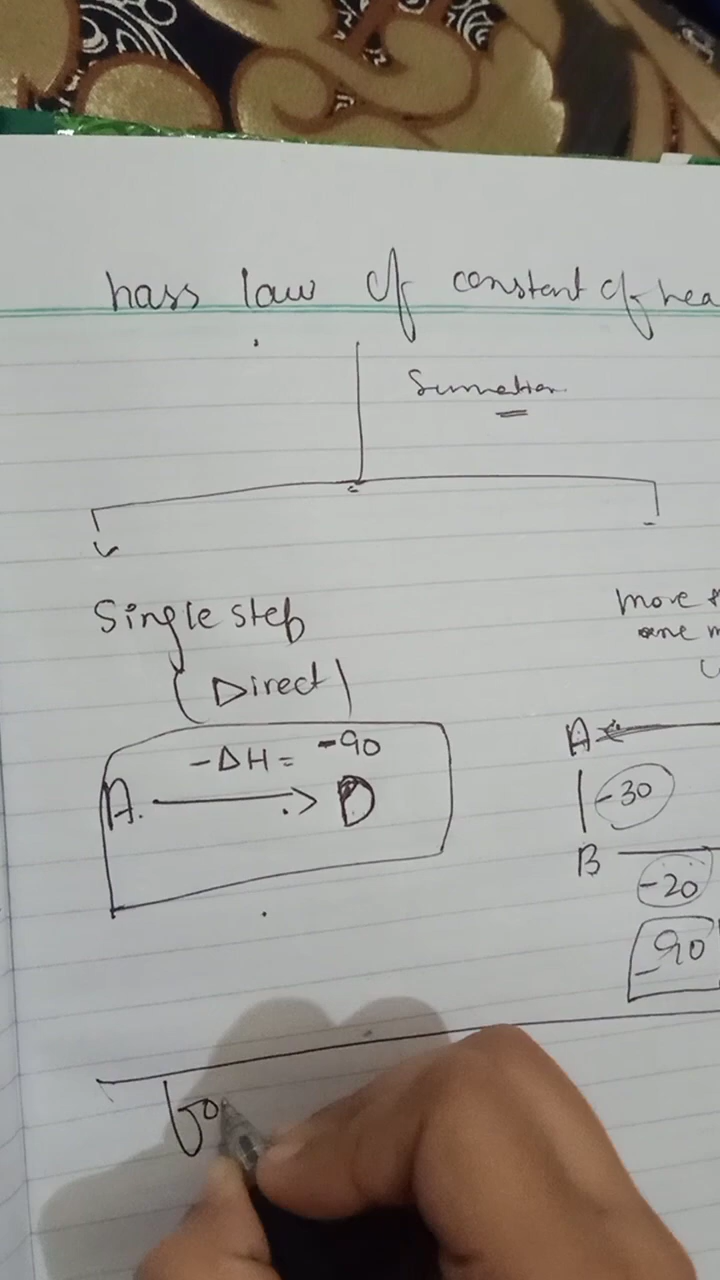 hass law of constant of hea
Summation
Single step
(Direct)
-ΔH = -90
A. → D
more
one m
A
-30
B
-20
-90